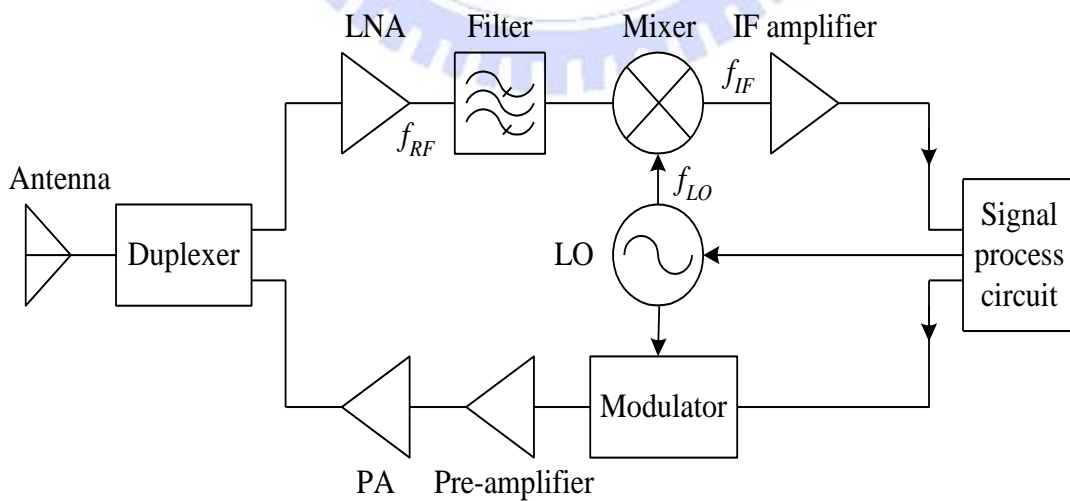 LNA
Filter
Mixer
IF amplifier
f_RF
f_IF
f_LO
Antenna
Duplexer
LO
Signal
process
circuit
Modulator
PA
Pre-amplifier